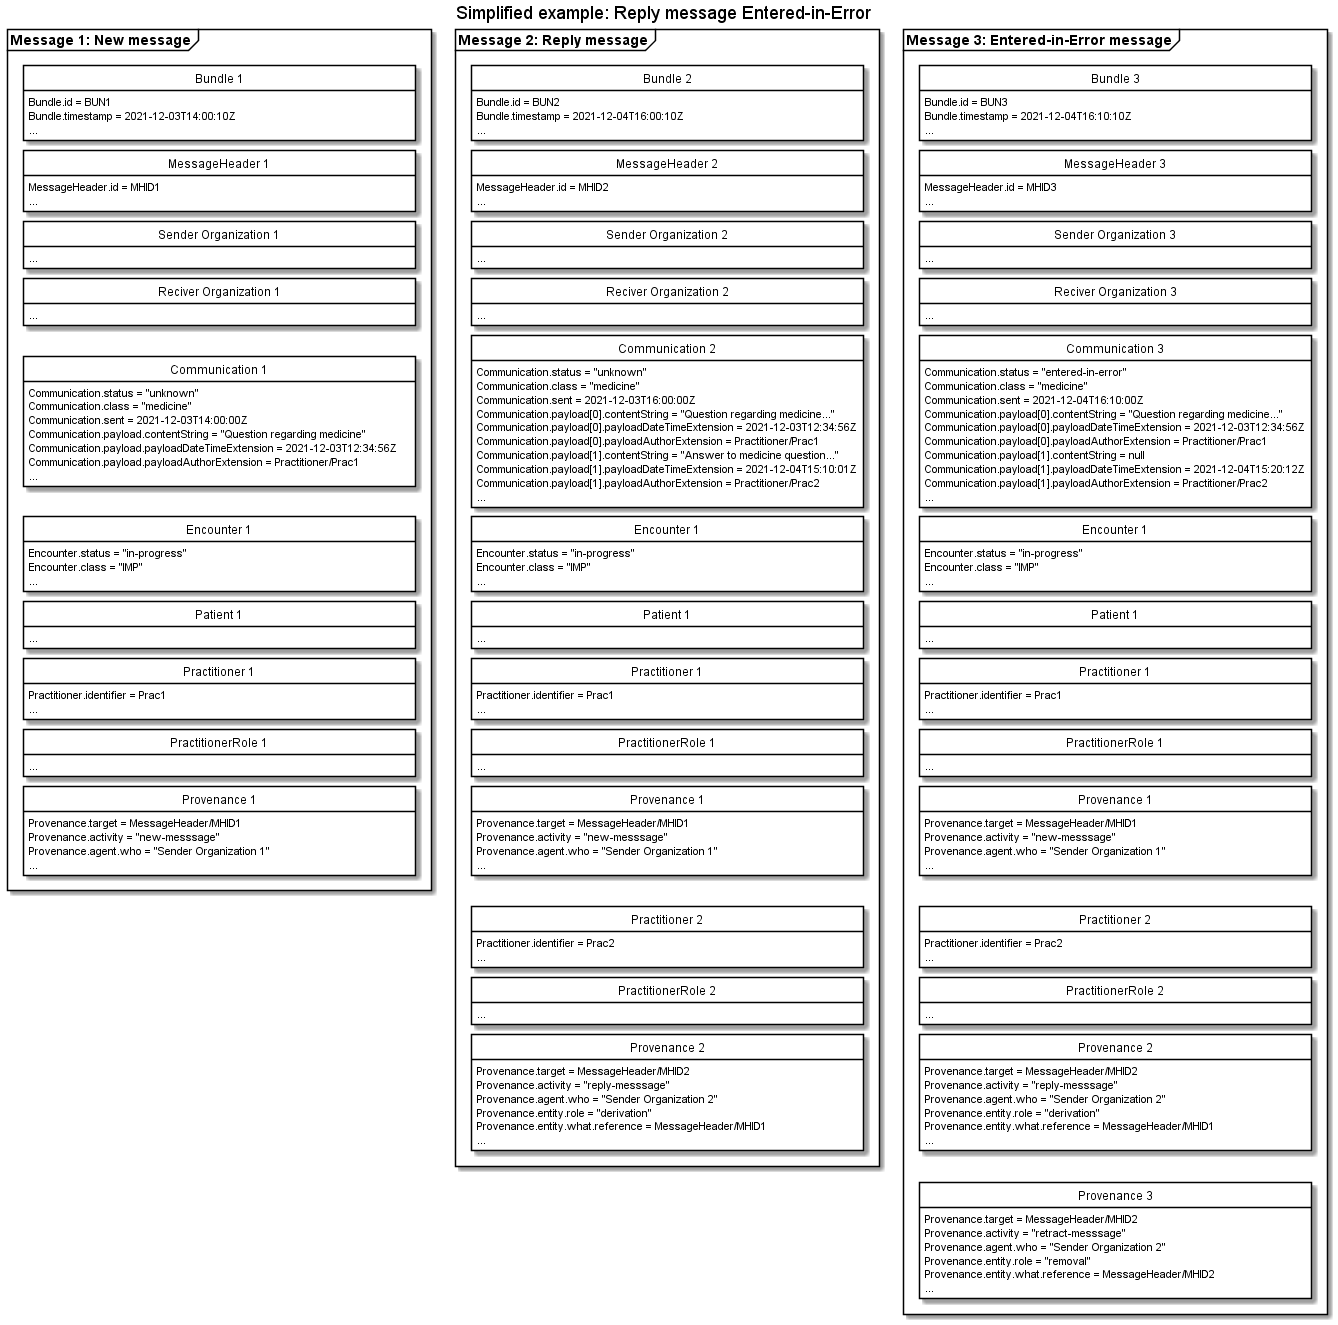 Simplified example: Reply message Entered-in-Error
Message 1: New message
Bundle 1
Bundle.id = BUN1
Bundle.timestamp = 2021-12-03T14:00:10Z
...
MessageHeader 1
MessageHeader.id = MHID1
...
Sender Organization 1
...
Reciver Organization 1
...
Communication 1
Communication.status = "unknown"
Communication.class = "medicine"
Communication.sent = 2021-12-03T14:00:00Z
Communication.payload.contentString = "Question regarding medicine"
Communication.payload.payloadDateTimeExtension = 2021-12-03T12:34:56Z
Communication.payload.payloadAuthorExtension = Practitioner/Prac1
...
Encounter 1
Encounter.status = "in-progress"
Encounter.class = "IMP"
...
Patient 1
...
Practitioner 1
Practitioner.identifier = Prac1
...
PractitionerRole 1
...
Provenance 1
Provenance.target = MessageHeader/MHID1
Provenance.activity = "new-messsage"
Provenance.agent.who = "Sender Organization 1"
...
Message 2: Reply message
Bundle 2
Bundle.id = BUN2
Bundle.timestamp = 2021-12-04T16:00:10Z
...
MessageHeader 2
MessageHeader.id = MHID2
...
Sender Organization 2
...
Reciver Organization 2
...
Communication 2
Communication.status = "unknown"
Communication.class = "medicine"
Communication.sent = 2021-12-03T16:00:00Z
Communication.payload[0].contentString = "Question regarding medicine..."
Communication.payload[0].payloadDateTimeExtension = 2021-12-03T12:34:56Z
Communication.payload[0].payloadAuthorExtension = Practitioner/Prac1
Communication.payload[1].contentString = "Answer to medicine question..."
Communication.payload[1].payloadDateTimeExtension = 2021-12-04T15:10:01Z
Communication.payload[1].payloadAuthorExtension = Practitioner/Prac2
...
Encounter 1
Encounter.status = "in-progress"
Encounter.class = "IMP"
...
Patient 1
...
Practitioner 1
Practitioner.identifier = Prac1
...
PractitionerRole 1
...
Provenance 1
Provenance.target = MessageHeader/MHID1
Provenance.activity = "new-messsage"
Provenance.agent.who = "Sender Organization 1"
...
Practitioner 2
Practitioner.identifier = Prac2
...
PractitionerRole 2
...
Provenance 2
Provenance.target = MessageHeader/MHID2
Provenance.activity = "reply-messsage"
Provenance.agent.who = "Sender Organization 2"
Provenance.entity.role = "derivation"
Provenance.entity.what.reference = MessageHeader/MHID1
...
Message 3: Entered-in-Error message
Bundle 3
Bundle.id = BUN3
Bundle.timestamp = 2021-12-04T16:10:10Z
...
MessageHeader 3
MessageHeader.id = MHID3
...
Sender Organization 3
...
Reciver Organization 3
...
Communication 3
Communication.status = "entered-in-error"
Communication.class = "medicine"
Communication.sent = 2021-12-04T16:10:00Z
Communication.payload[0].contentString = "Question regarding medicine..."
Communication.payload[0].payloadDateTimeExtension = 2021-12-03T12:34:56Z
Communication.payload[0].payloadAuthorExtension = Practitioner/Prac1
Communication.payload[1].contentString = null
Communication.payload[1].payloadDateTimeExtension = 2021-12-04T15:20:12Z
Communication.payload[1].payloadAuthorExtension = Practitioner/Prac2
...
Encounter 1
Encounter.status = "in-progress"
Encounter.class = "IMP"
...
Patient 1
...
Practitioner 1
Practitioner.identifier = Prac1
...
PractitionerRole 1
...
Provenance 1
Provenance.target = MessageHeader/MHID1
Provenance.activity = "new-messsage"
Provenance.agent.who = "Sender Organization 1"
...
Practitioner 2
Practitioner.identifier = Prac2
...
PractitionerRole 2
...
Provenance 2
Provenance.target = MessageHeader/MHID2
Provenance.activity = "reply-messsage"
Provenance.agent.who = "Sender Organization 2"
Provenance.entity.role = "derivation"
Provenance.entity.what.reference = MessageHeader/MHID1
...
Provenance 3
Provenance.target = MessageHeader/MHID2
Provenance.activity = "retract-messsage"
Provenance.agent.who = "Sender Organization 2"
Provenance.entity.role = "removal"
Provenance.entity.what.reference = MessageHeader/MHID2
...